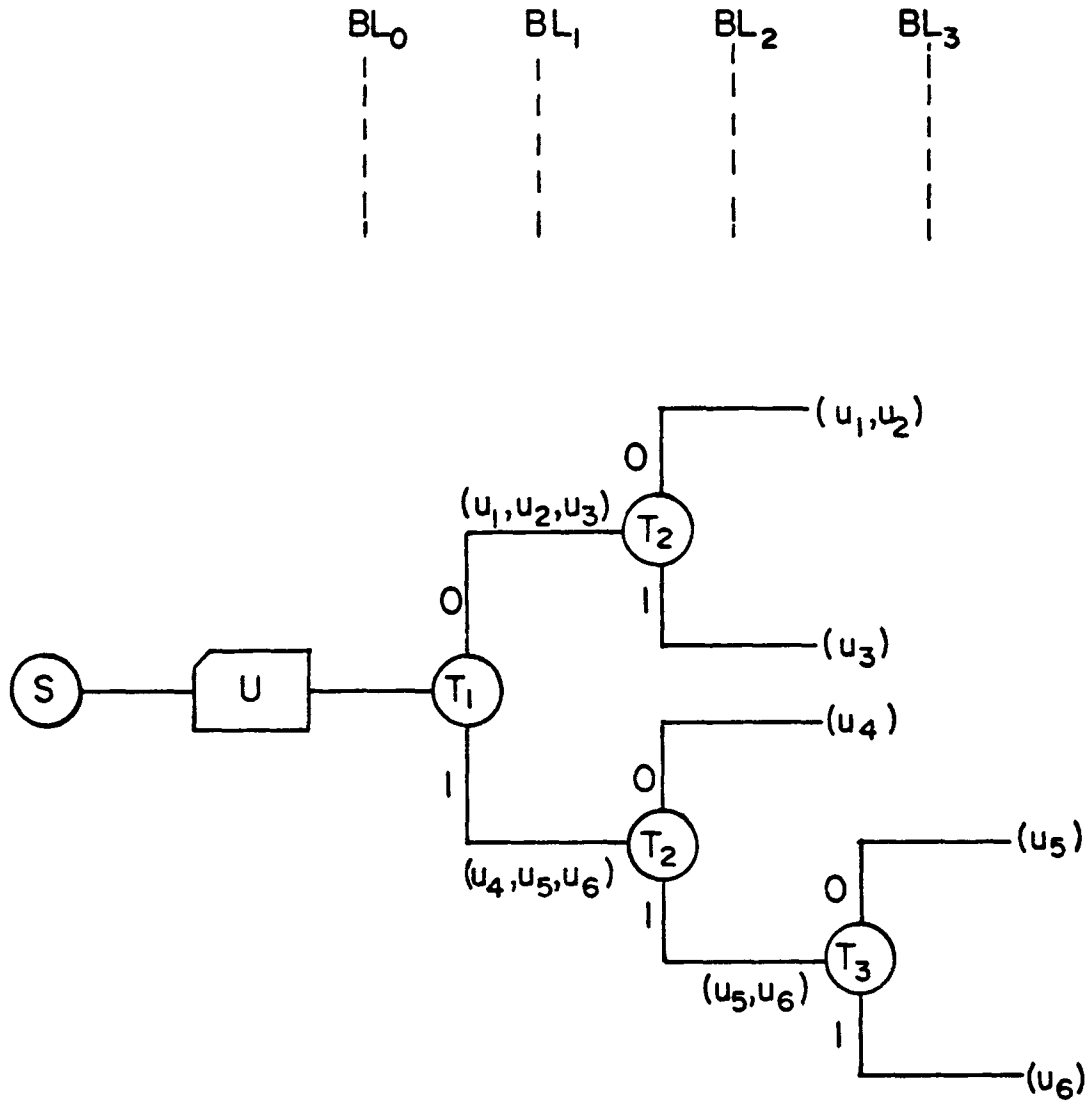 BL₀ BL₁ BL₂ BL₃
(u₁,u₂)
0
(u₁,u₂,u₃) T₂
0 1
(u₃)
S U T₁
(u₄)
1 0
T₂ (u₅)
(u₄,u₅,u₆) 0
1
T₃
(u₅,u₆)
1
(u₆)